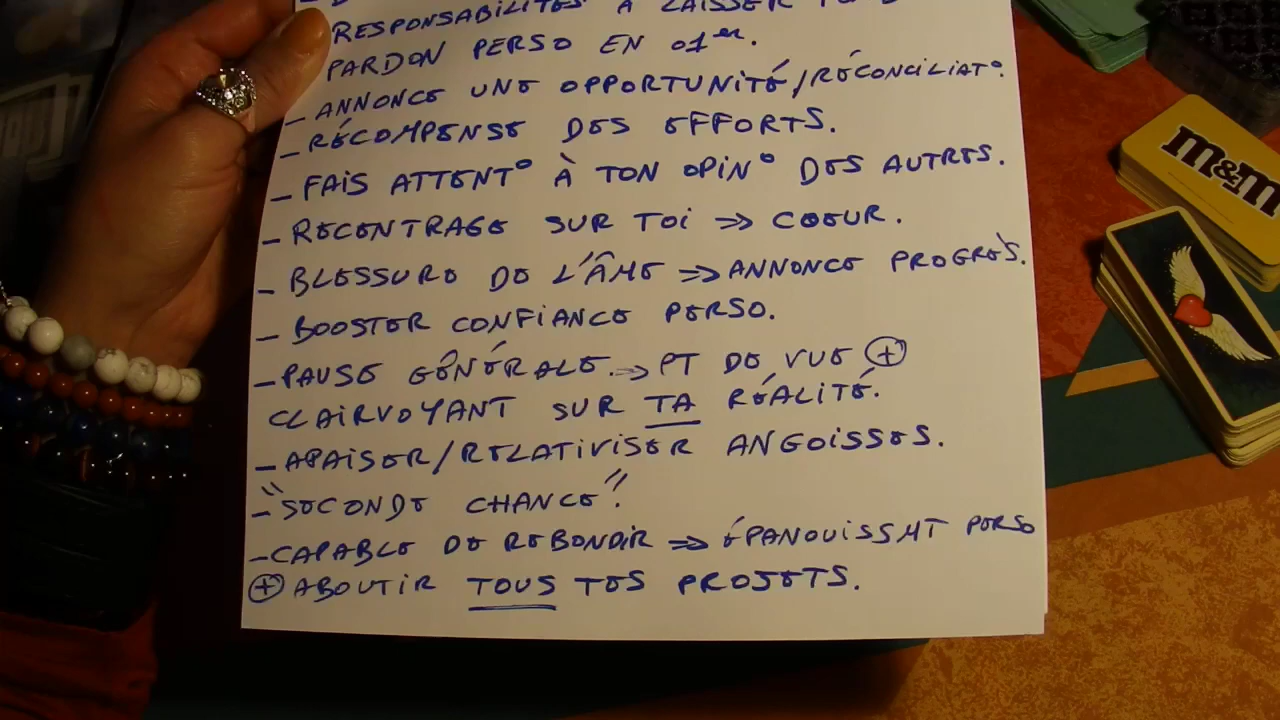 RESPONSABILITÉS À LAISSER
PARDON PERSO EN 01er.
- ANNONCE UNE OPPORTUNITÉ/RÉCONCILIAT°.
- RÉCOMPENSE DES EFFORTS.
- FAIS ATTENT° À TON OPIN° DES AUTRES.
- RECENTRAGE SUR TOI => COEUR.
- BLESSURE DE L'ÂME => ANNONCE PROGRÈS.
- BOOSTER CONFIANCE PERSO.
- PAUSE GÉNÉRALE. => PT DE VUE ⊕
CLAIRVOYANT SUR TA RÉALITÉ.
- APAISER/RELATIVISER ANGOISSES.
- "SECONDE CHANCE".
- CAPABLE DE REBONDIR => ÉPANOUISSMT PERSO
⊕ ABOUTIR TOUS TES PROJETS.
M&M